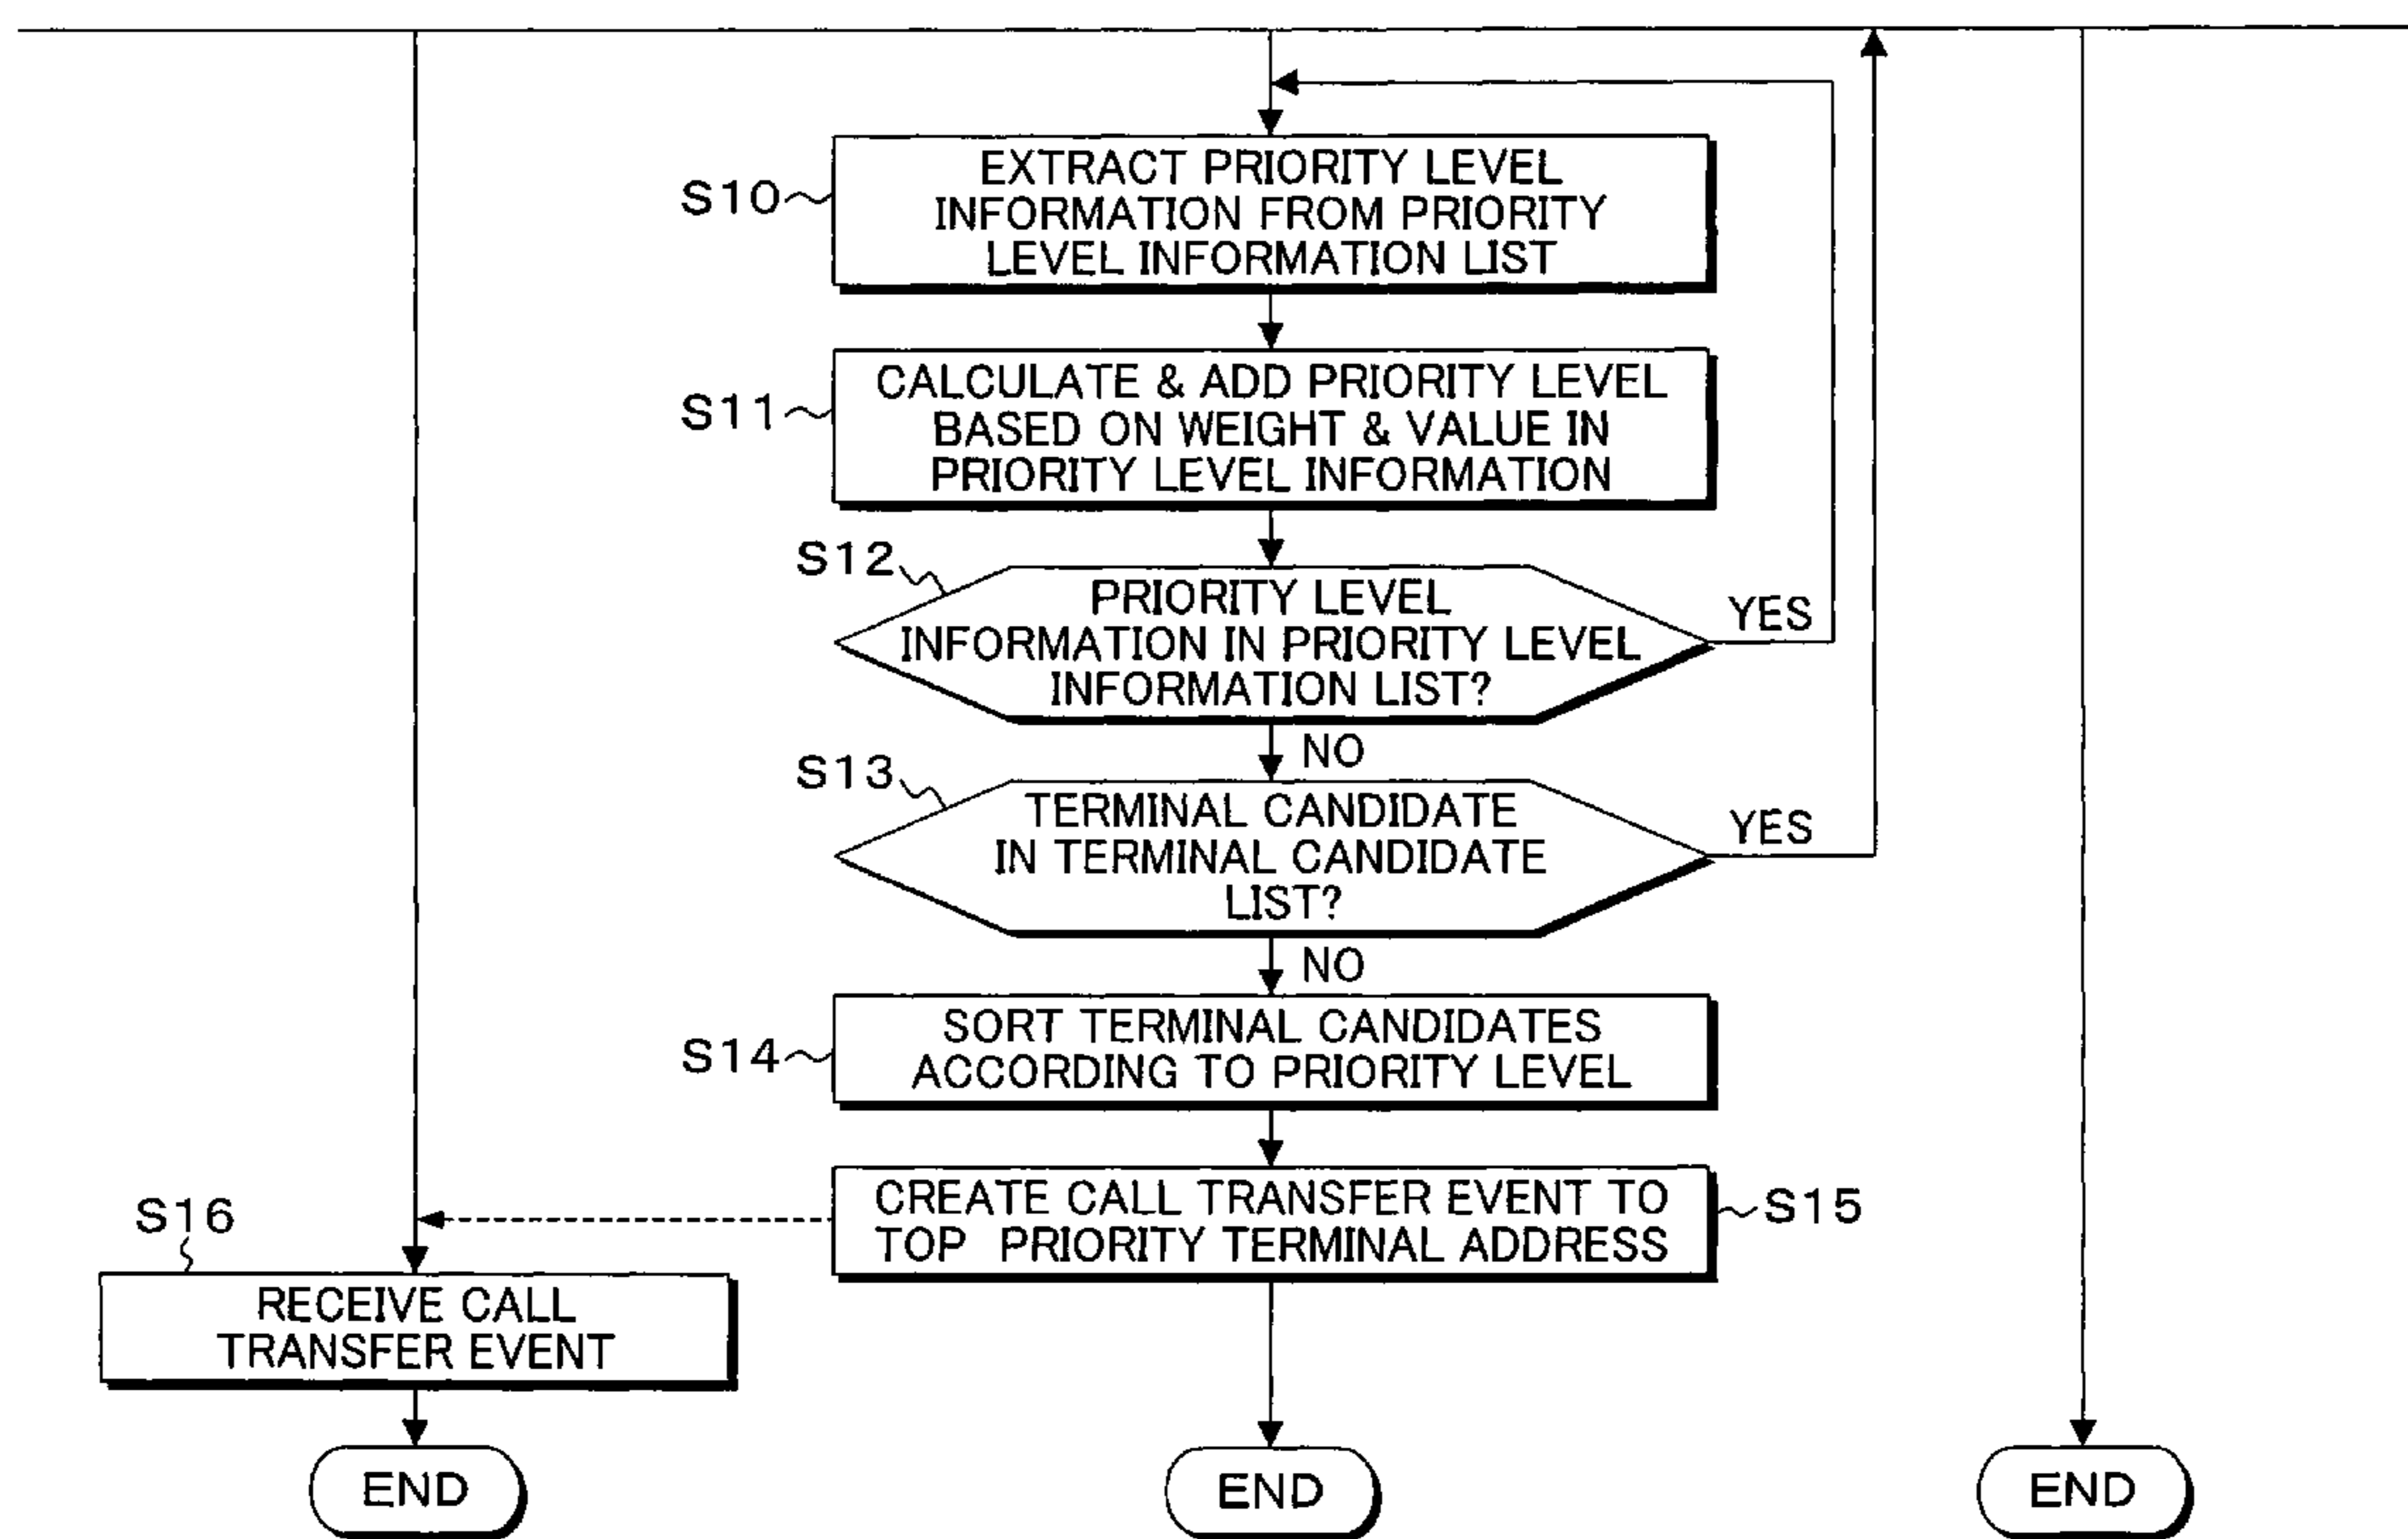 S10
EXTRACT PRIORITY LEVEL
INFORMATION FROM PRIORITY
LEVEL INFORMATION LIST
S11
CALCULATE & ADD PRIORITY LEVEL
BASED ON WEIGHT & VALUE IN
PRIORITY LEVEL INFORMATION
S12
PRIORITY LEVEL
INFORMATION IN PRIORITY LEVEL
INFORMATION LIST?
YES
NO
S13
TERMINAL CANDIDATE
IN TERMINAL CANDIDATE
LIST?
YES
NO
S14
SORT TERMINAL CANDIDATES
ACCORDING TO PRIORITY LEVEL
CREATE CALL TRANSFER EVENT TO
TOP PRIORITY TERMINAL ADDRESS
S15
S16
RECEIVE CALL
TRANSFER EVENT
END
END
END